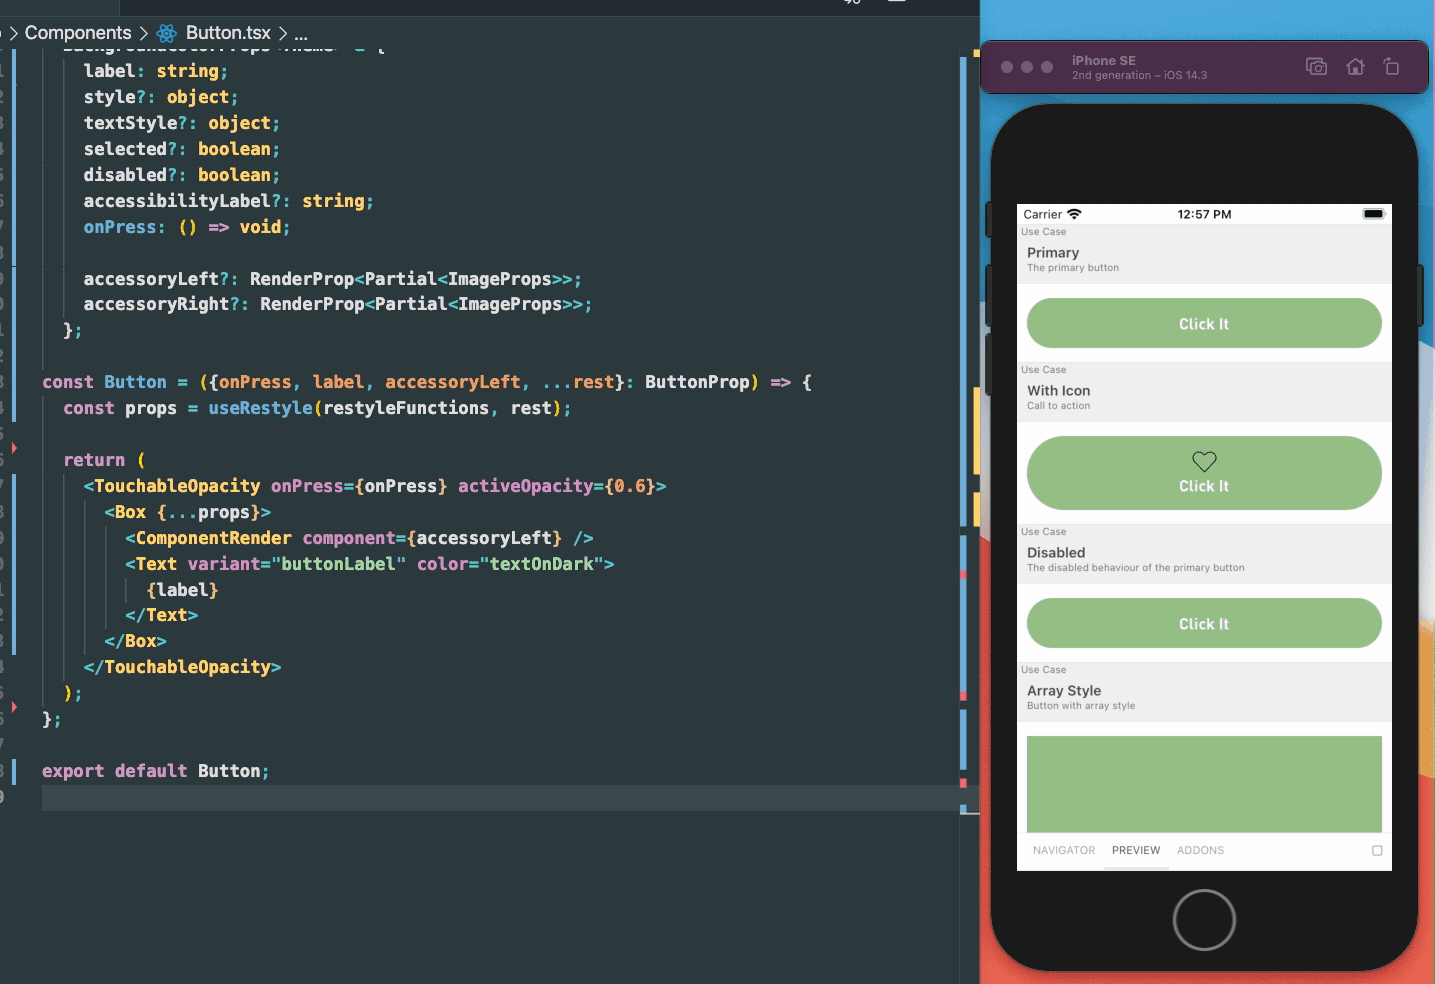 Components > Button.tsx > ...
label: string;
style?: object;
textStyle?: object;
selected?: boolean;
disabled?: boolean;
accessibilityLabel?: string;
onPress: () => void;
accessoryLeft?: RenderProp<Partial<ImageProps>>;
accessoryRight?: RenderProp<Partial<ImageProps>>;
};
const Button = ({onPress, label, accessoryLeft, ...rest}: ButtonProp) => {
const props = useRestyle(restyleFunctions, rest);
return (
<TouchableOpacity onPress={onPress} activeOpacity={0.6}>
<Box {...props}>
<ComponentRender component={accessoryLeft} />
<Text variant="buttonLabel" color="textOnDark">
{label}
</Text>
</Box>
</TouchableOpacity>
);
};
export default Button;
iPhone SE
2nd generation – iOS 14.3
Carrier 12:57 PM
Use Case
Primary
The primary button
Click It
Use Case
With Icon
Call to action
Click It
Use Case
Disabled
The disabled behaviour of the primary button
Click It
Use Case
Array Style
Button with array style
NAVIGATOR PREVIEW ADDONS